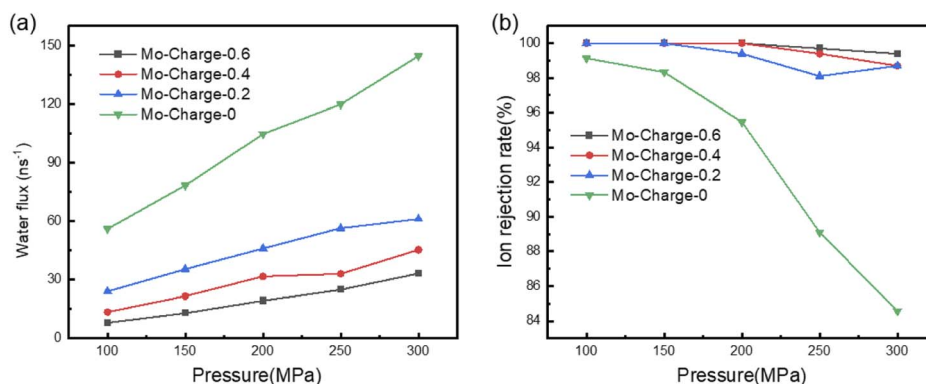 (a)
150
120
90
60
30
0
Water flux (ns⁻¹)
Mo-Charge-0.6
Mo-Charge-0.4
Mo-Charge-0.2
Mo-Charge-0
100 150 200 250 300
Pressure(MPa)
(b)
100
98
96
94
92
90
88
86
84
Ion rejection rate(%)
Mo-Charge-0.6
Mo-Charge-0.4
Mo-Charge-0.2
Mo-Charge-0
100 150 200 250 300
Pressure(MPa)